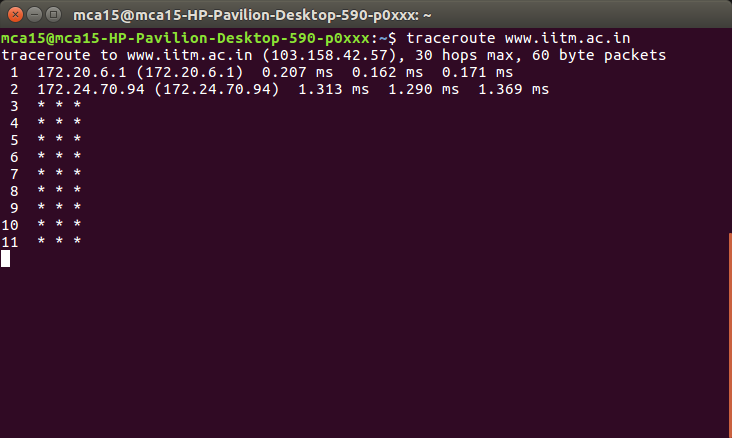 mca15@mca15-HP-Pavilion-Desktop-590-p0xxx: ~
mca15@mca15-HP-Pavilion-Desktop-590-p0xxx:~$ traceroute www.iitm.ac.in
traceroute to www.iitm.ac.in (103.158.42.57), 30 hops max, 60 byte packets
 1  172.20.6.1 (172.20.6.1)  0.207 ms  0.162 ms  0.171 ms
 2  172.24.70.94 (172.24.70.94)  1.313 ms  1.290 ms  1.369 ms
 3  * * *
 4  * * *
 5  * * *
 6  * * *
 7  * * *
 8  * * *
 9  * * *
10  * * *
11  * * *